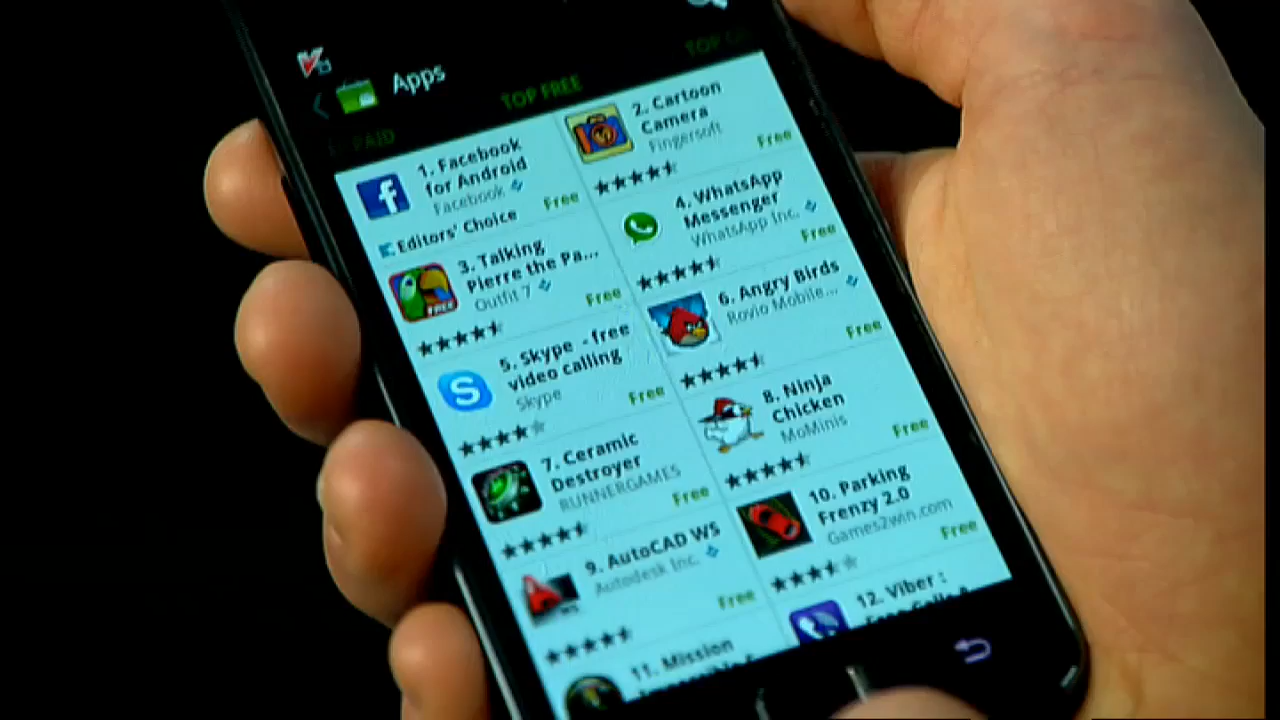 Apps
PAID
TOP FREE
TOP
1. Facebook
for Android
Facebook
Free
Editors' Choice
2. Cartoon
Camera
Fingersoft
Free
3. Talking
Pierre the Pa...
Outfit 7
Free
FREE
4. WhatsApp
Messenger
WhatsApp Inc.
Free
5. Skype - free
video calling
Skype
Free
6. Angry Birds
Rovio Mobile...
Free
7. Ceramic
Destroyer
RUNNERGAMES
Free
8. Ninja
Chicken
MoMinis
Free
9. AutoCAD WS
Autodesk Inc.
Free
10. Parking
Frenzy 2.0
Games2win.com
Free
11. Mission
12. Viber :